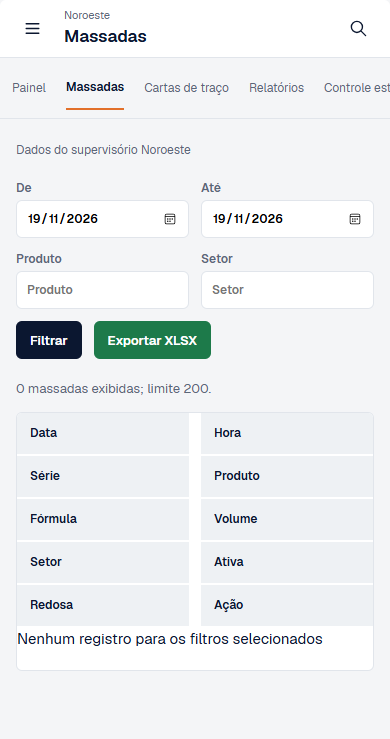 Noroeste
Massadas
Painel Massadas Cartas de traço Relatórios Controle est
Dados do supervisório Noroeste
De Até
19/11/2026 19/11/2026
Produto Setor
Produto Setor
Filtrar Exportar XLSX
0 massadas exibidas; limite 200.
Data Hora
Série Produto
Fórmula Volume
Setor Ativa
Redosa Ação
Nenhum registro para os filtros selecionados